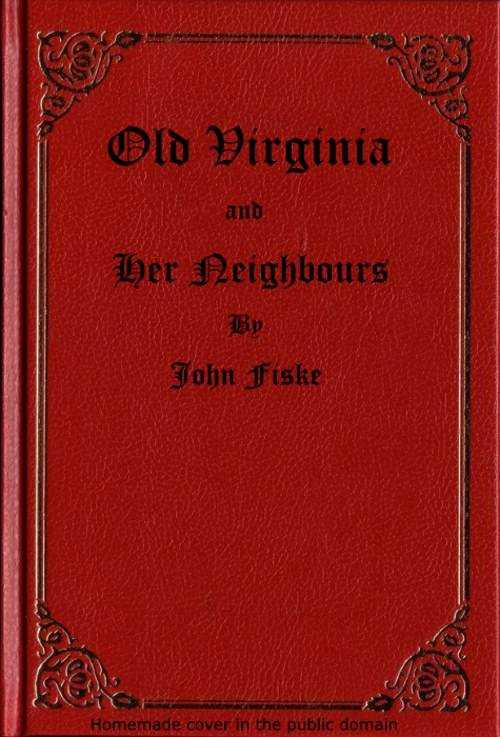 Old Virginia
and
Her Neighbours
By
John Fiske
Homemade cover in the public domain